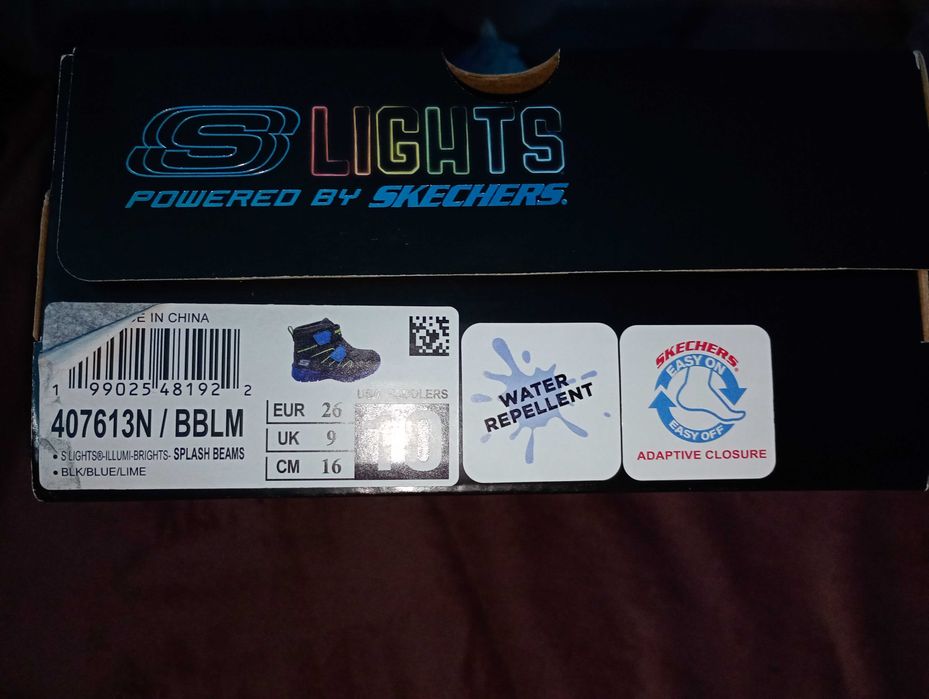 S LIGHTS
POWERED BY SKECHERS.
E IN CHINA
1 99025 48192 2
407613N / BBLM
• S LIGHTS®-ILLUMI-BRIGHTS- SPLASH BEAMS
• BLK/BLUE/LIME
EUR 26
UK 9
CM 16
10
WATER
REPELLENT
SKECHERS.
EASY ON
EASY OFF
ADAPTIVE CLOSURE